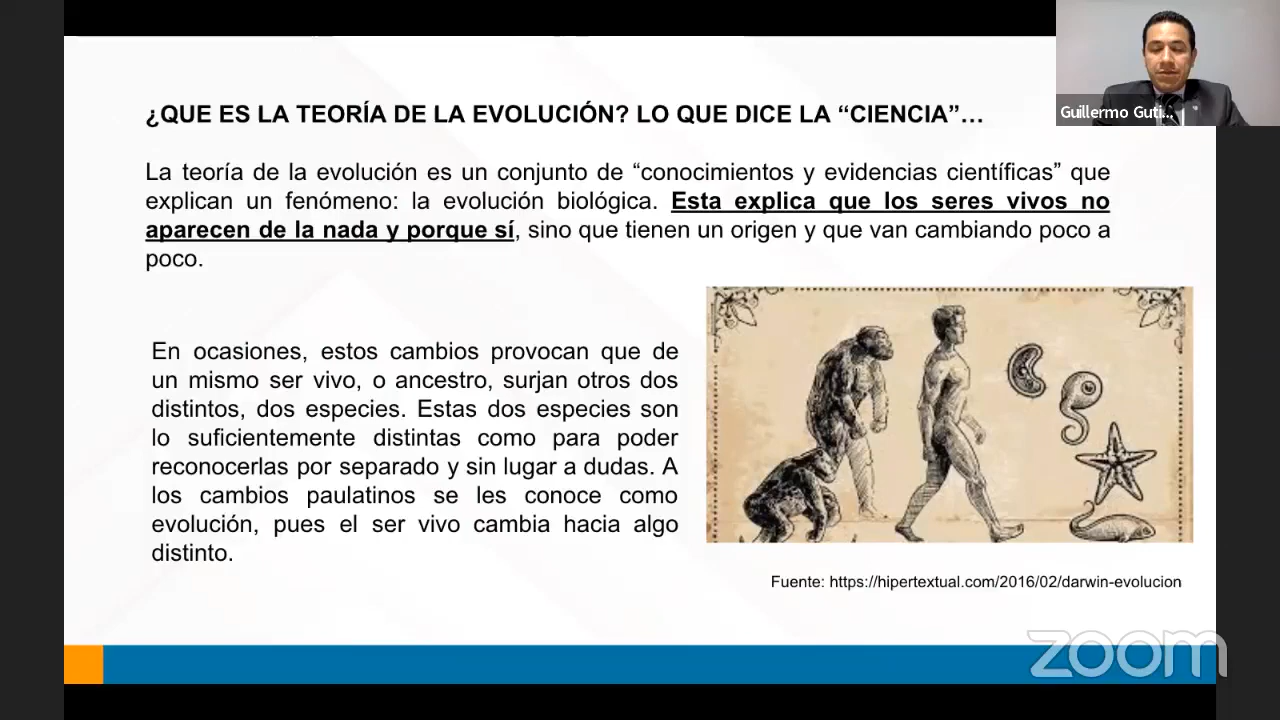 ¿QUE ES LA TEORÍA DE LA EVOLUCIÓN? LO QUE DICE LA “CIENCIA”…
La teoría de la evolución es un conjunto de “conocimientos y evidencias científicas” que
explican un fenómeno: la evolución biológica. Esta explica que los seres vivos no
aparecen de la nada y porque sí, sino que tienen un origen y que van cambiando poco a
poco.
En ocasiones, estos cambios provocan que de
un mismo ser vivo, o ancestro, surjan otros dos
distintos, dos especies. Estas dos especies son
lo suficientemente distintas como para poder
reconocerlas por separado y sin lugar a dudas. A
los cambios paulatinos se les conoce como
evolución, pues el ser vivo cambia hacia algo
distinto.
Fuente: https://hipertextual.com/2016/02/darwin-evolucion
Guillermo Guti...
zoom